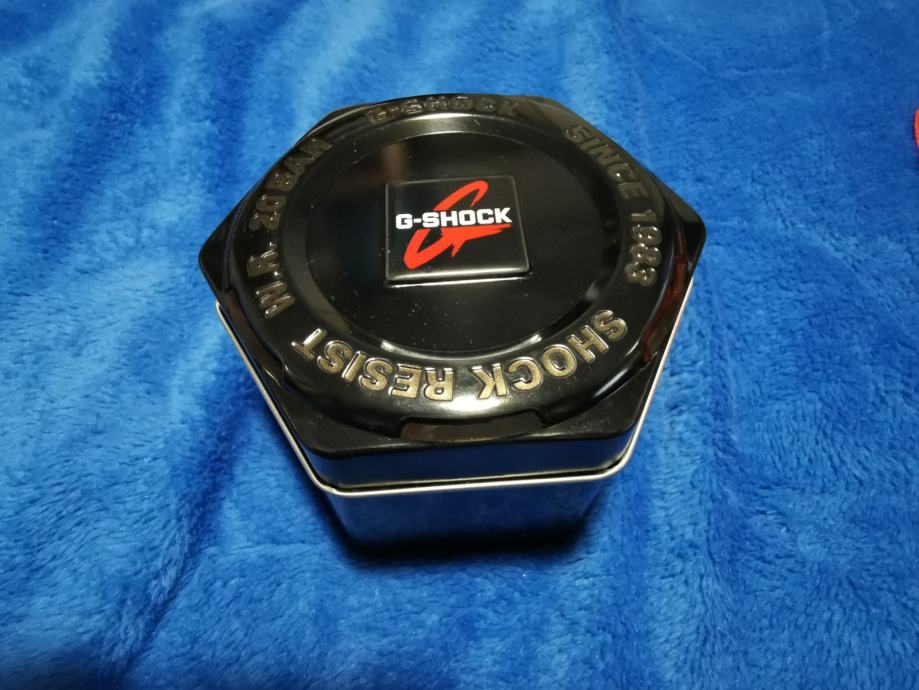 G-SHOCK
G-SHOCK
SINCE 1983
SHOCK RESIST
W.R. 20 BAR